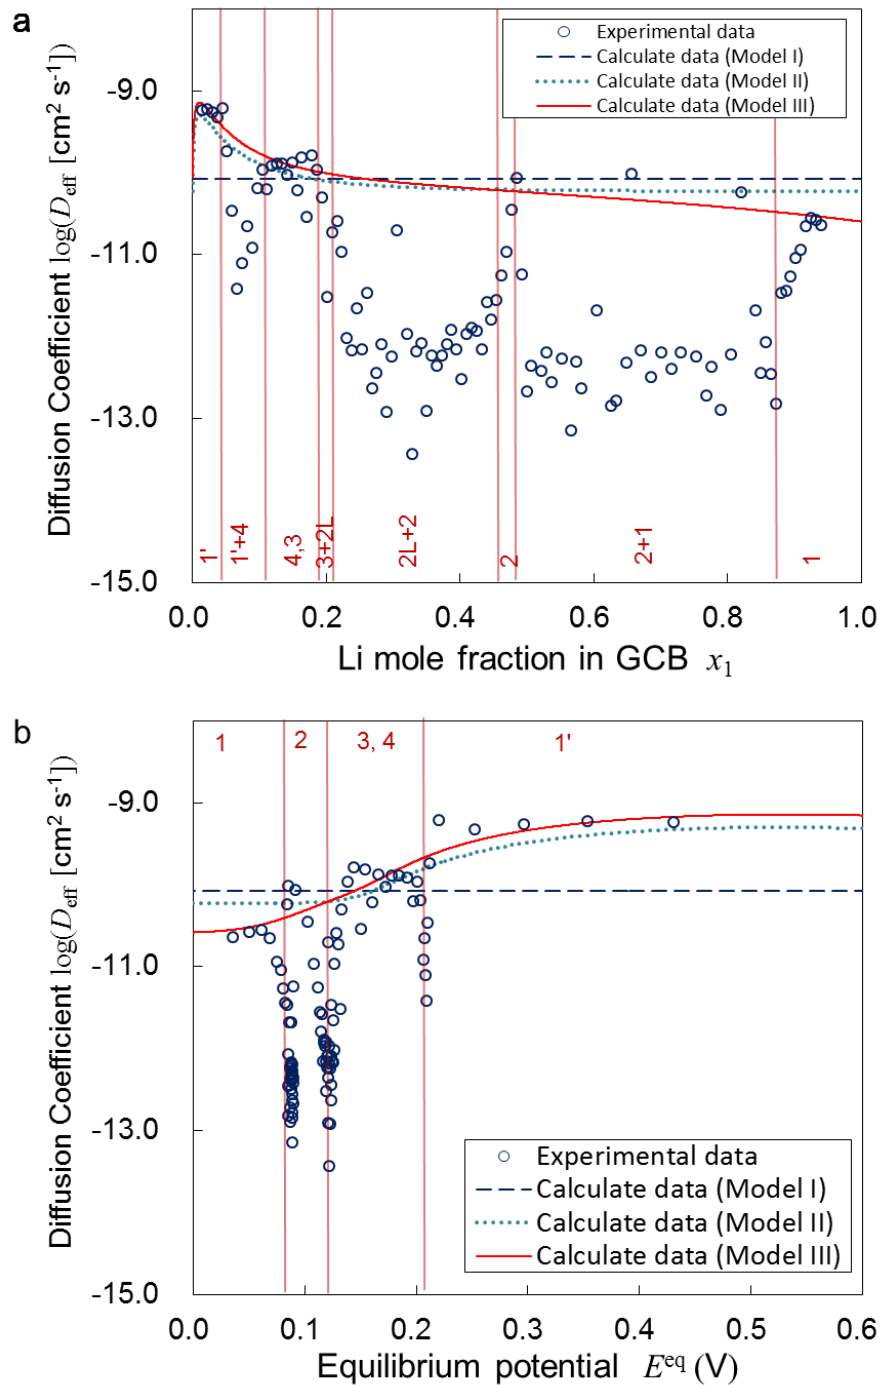 a
Experimental data
Calculate data (Model I)
Calculate data (Model II)
Calculate data (Model III)
Diffusion Coefficient log(D_eff [cm² s⁻¹])
-9.0
-11.0
-13.0
-15.0
1'
1'+4
4,3
3+2L
2L+2
2
2+1
1
0.0 0.2 0.4 0.6 0.8 1.0
Li mole fraction in GCB x₁
b
1 2 3, 4 1'
Diffusion Coefficient log(D_eff [cm² s⁻¹])
-9.0
-11.0
-13.0
-15.0
Experimental data
Calculate data (Model I)
Calculate data (Model II)
Calculate data (Model III)
0.0 0.1 0.2 0.3 0.4 0.5 0.6
Equilibrium potential E^eq (V)